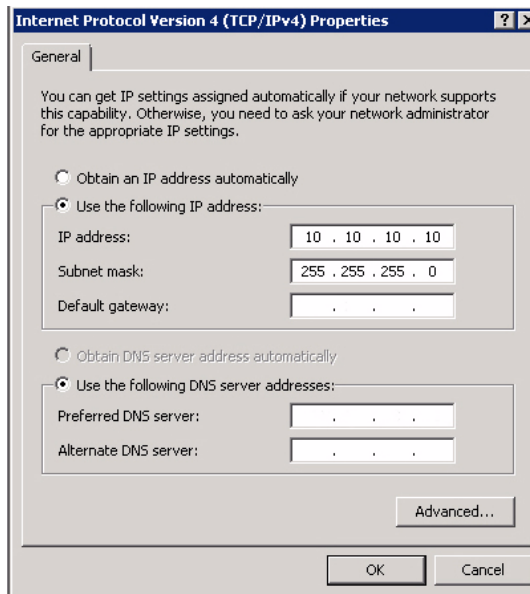 Internet Protocol Version 4 (TCP/IPv4) Properties ? X
General
You can get IP settings assigned automatically if your network supports
this capability. Otherwise, you need to ask your network administrator
for the appropriate IP settings.
Obtain an IP address automatically
Use the following IP address:
IP address: 10 . 10 . 10 . 10
Subnet mask: 255 . 255 . 255 . 0
Default gateway: . . .
Obtain DNS server address automatically
Use the following DNS server addresses:
Preferred DNS server: . . .
Alternate DNS server: . . .
Advanced...
OK Cancel